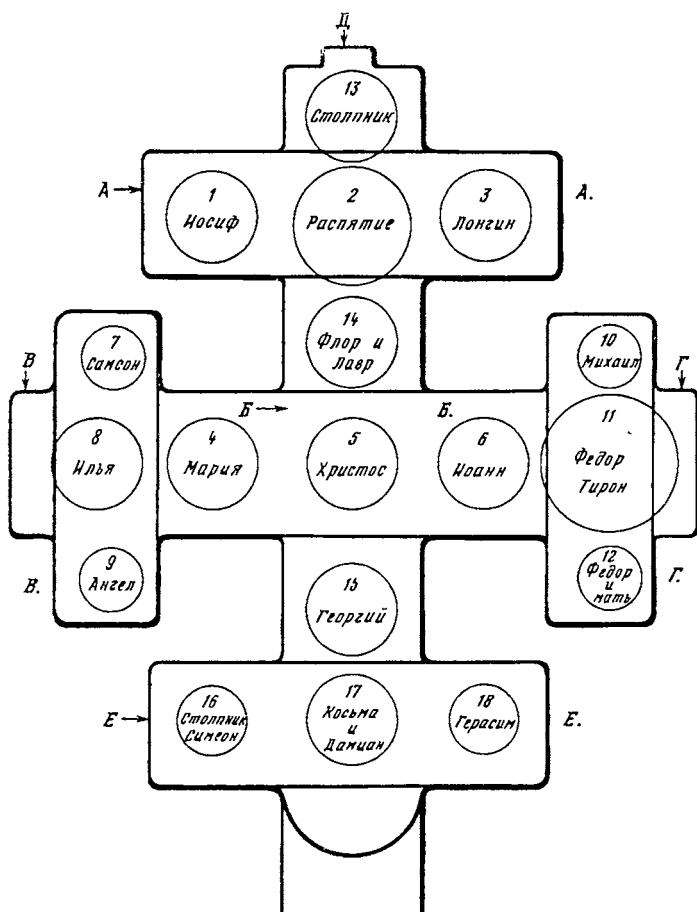 Д
13
Столпник
А
1
Иосиф
2
Распятие
3
Лонгин
А.
14
Флор и
Лавр
В
7
Самсон
10
Михаил
Г
Б
Б.
8
Илья
4
Мария
5
Христос
6
Иоанн
11
Федор
Тирон
В.
9
Ангел
12
Федор
и
мать
Г.
15
Георгий
Е
16
Столпник
Симеон
17
Косьма
и
Дамиан
18
Герасим
Е.